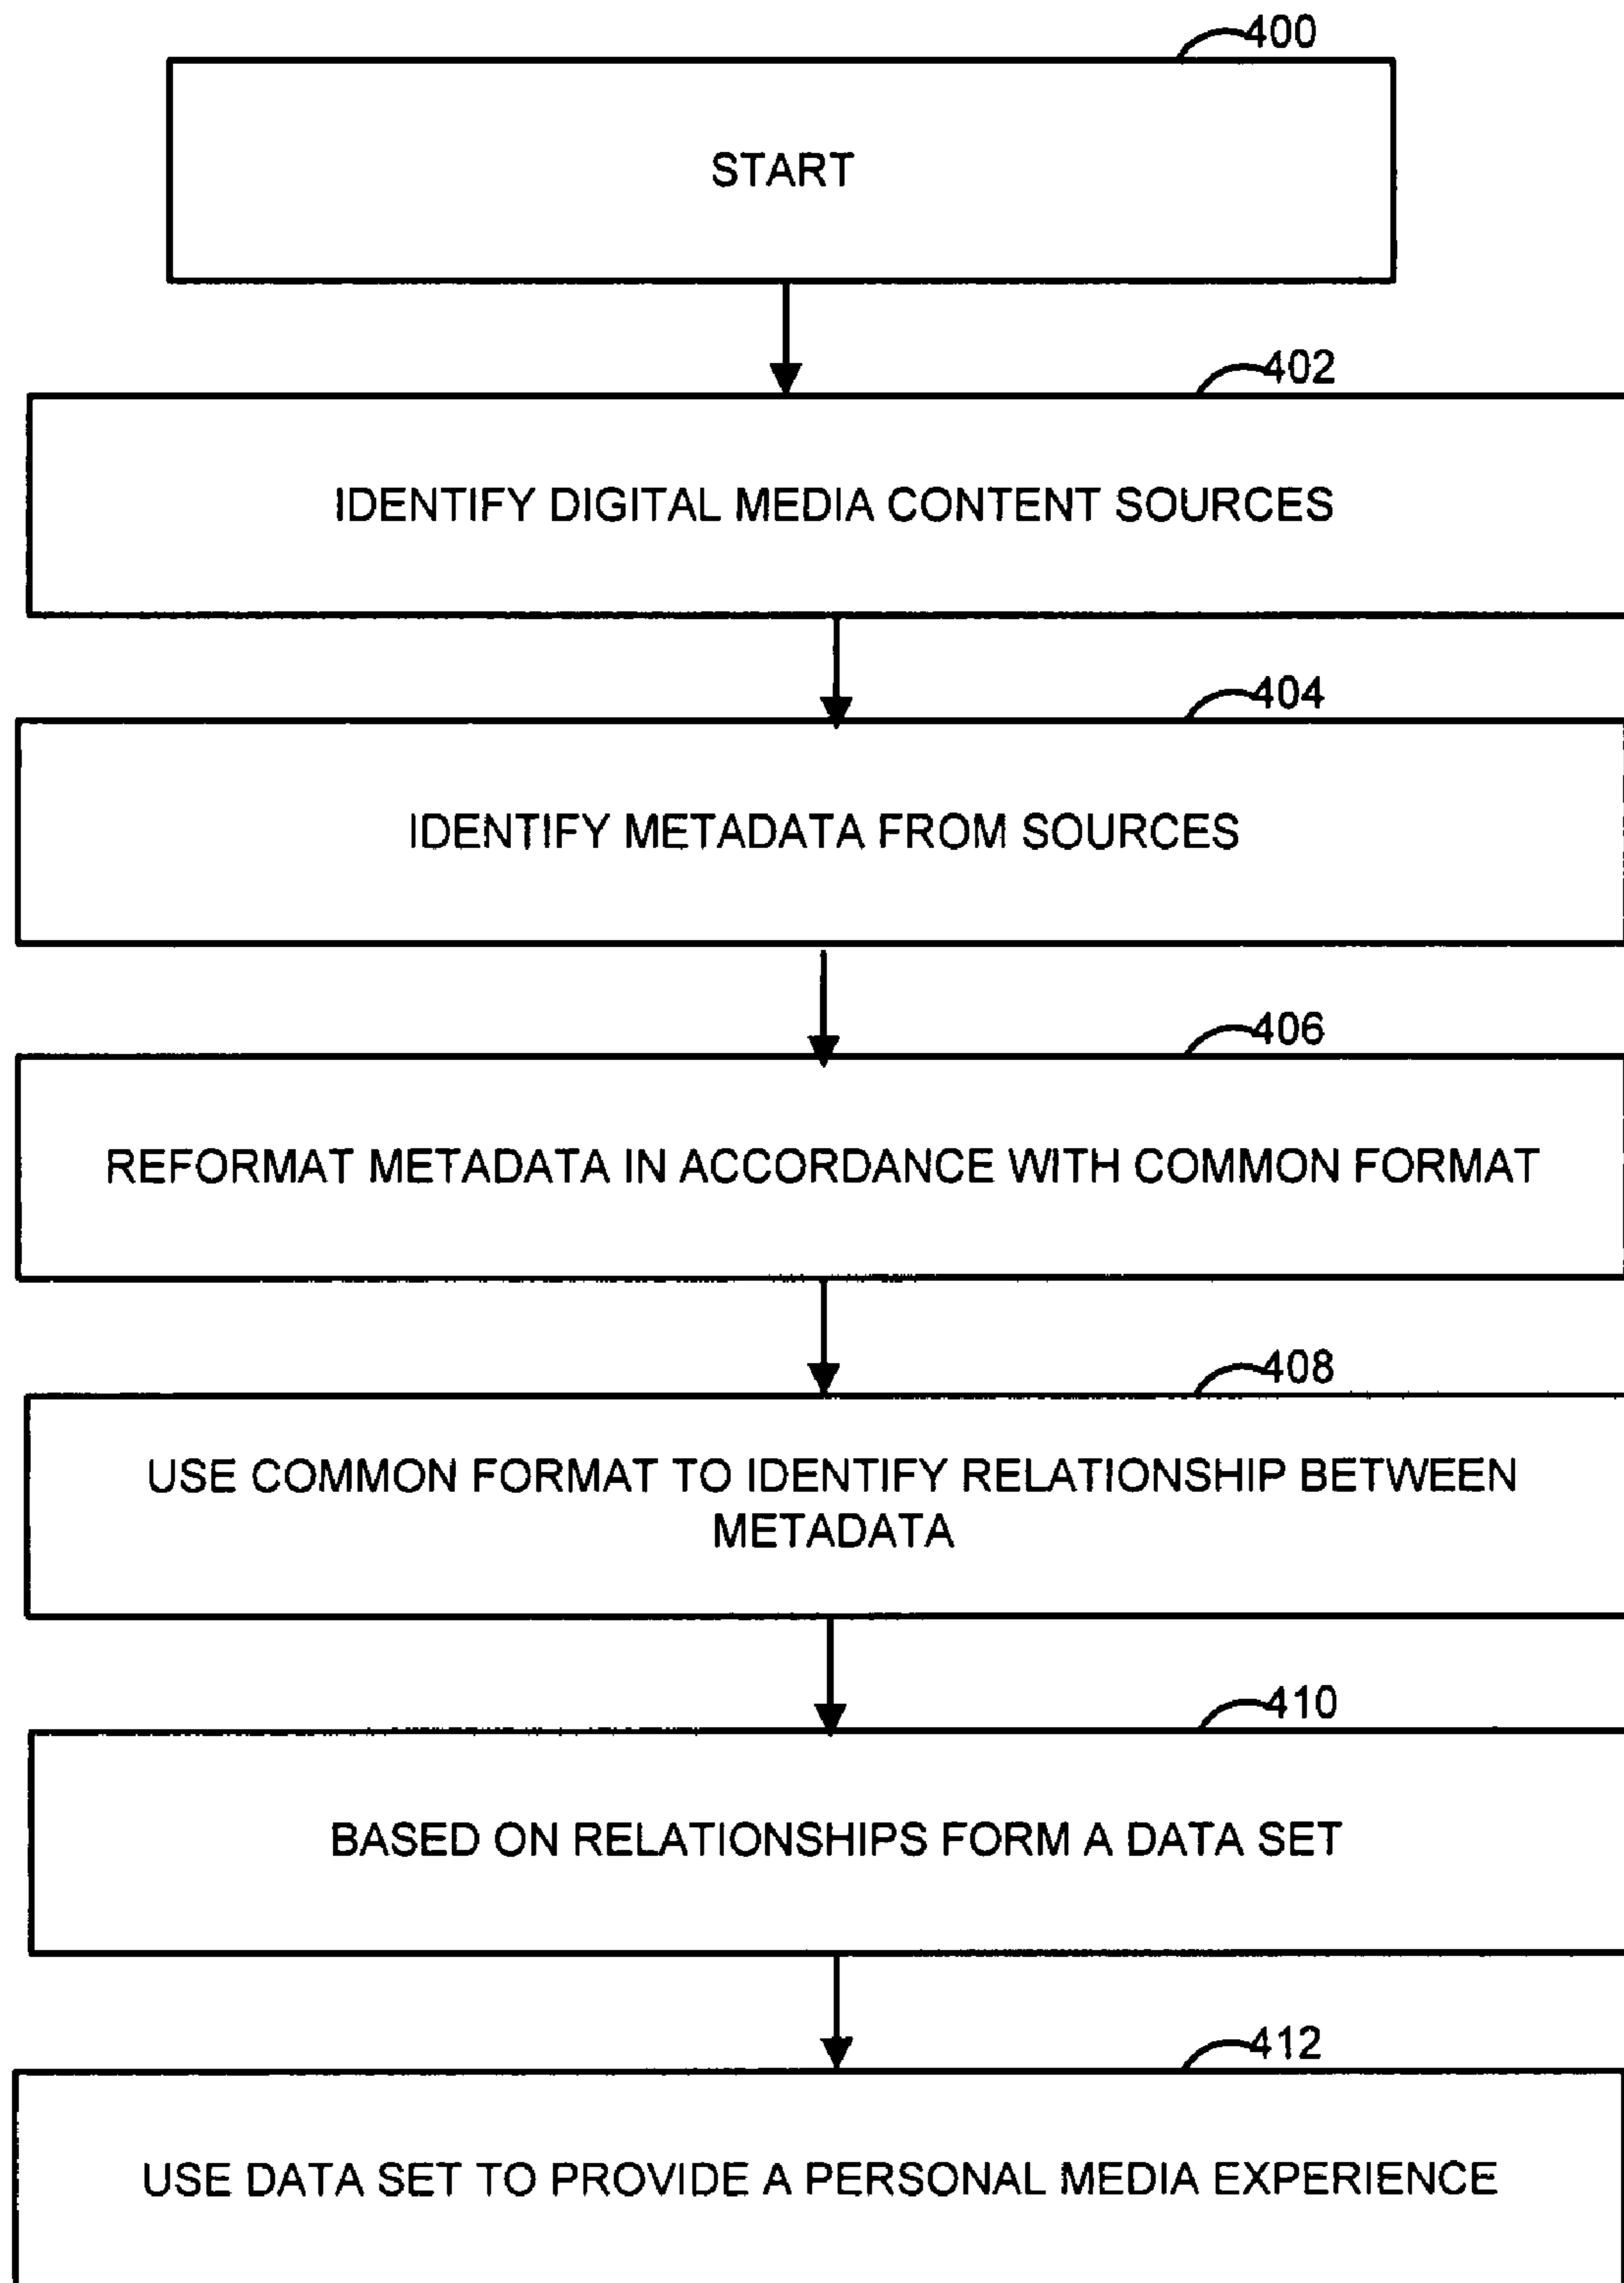 400
START
402
IDENTIFY DIGITAL MEDIA CONTENT SOURCES
404
IDENTIFY METADATA FROM SOURCES
406
REFORMAT METADATA IN ACCORDANCE WITH COMMON FORMAT
408
USE COMMON FORMAT TO IDENTIFY RELATIONSHIP BETWEEN
METADATA
410
BASED ON RELATIONSHIPS FORM A DATA SET
412
USE DATA SET TO PROVIDE A PERSONAL MEDIA EXPERIENCE